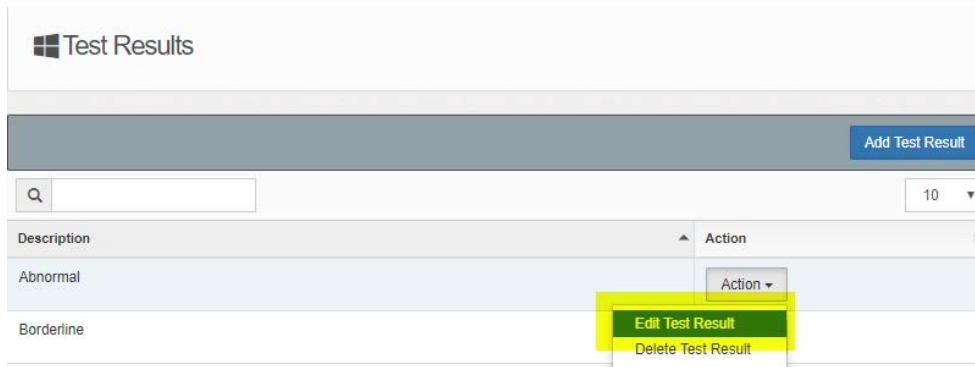 Test Results
Add Test Result
10
Description Action
Abnormal Action
Borderline
Edit Test Result
Delete Test Result